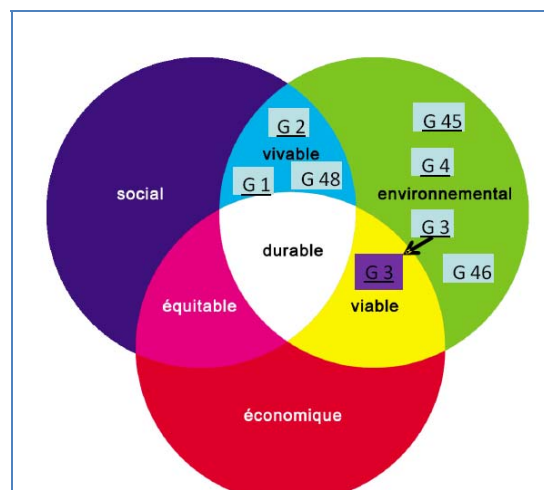 G 2
G 45
vivable
G 4
G 1
G 48
social
environnemental
G 3
durable
G 3
G 46
équitable
viable
économique